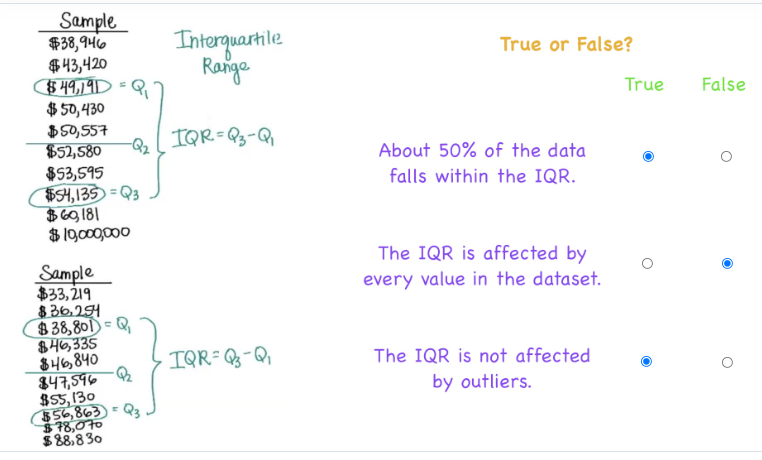 Sample
$38,946
$43,420
$49,191 = Q1
$50,430
$50,557
Q2
$52,580
$53,595
$54,135 = Q3
$60,181
$10,000,000
Interquartile
Range
IQR = Q3 - Q1
Sample
$33,219
$36,254
$38,801 = Q1
$46,335
$46,840
Q2
$47,596
$55,130
$56,863 = Q3
$78,070
$88,830
IQR = Q3 - Q1
True or False?
True False
About 50% of the data
falls within the IQR.
The IQR is affected by
every value in the dataset.
The IQR is not affected
by outliers.